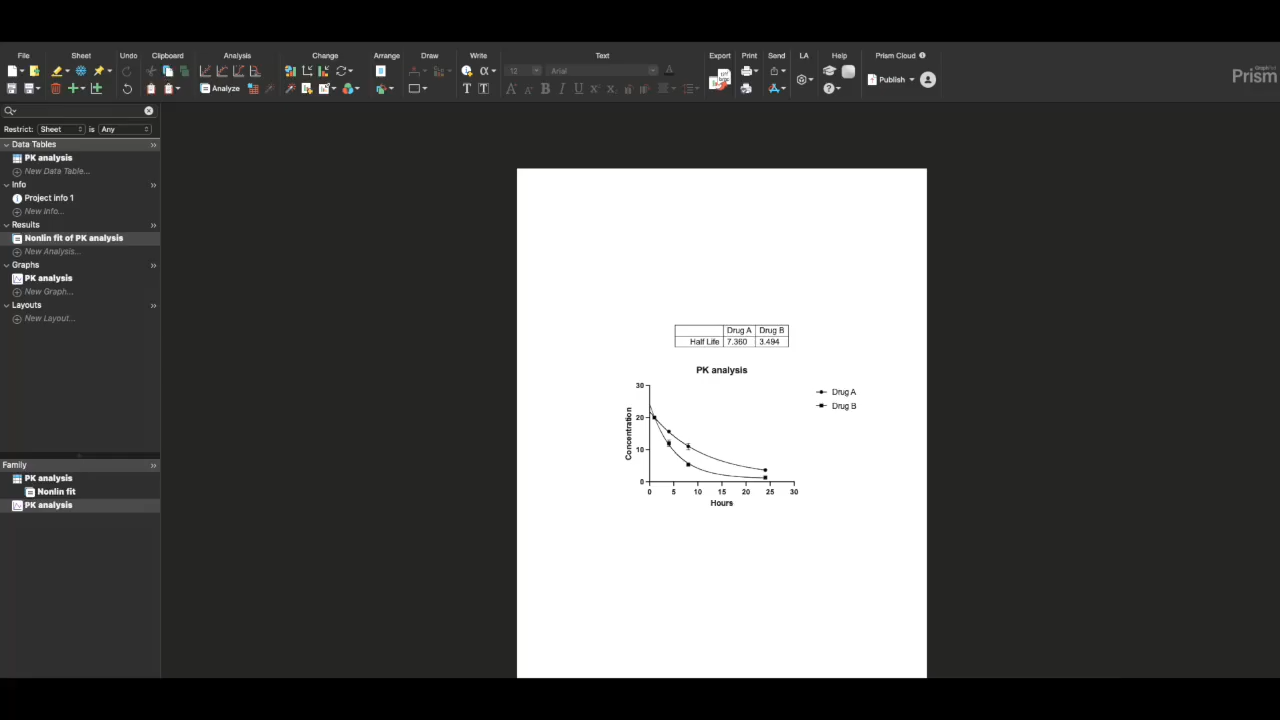 File Sheet Undo Clipboard Analysis Change Arrange Draw Write Text Export Print Send LA Help Prism Cloud
12 Arial
Analyze
Publish
GraphPad
Prism
Restrict: Sheet is Any
Data Tables
PK analysis
New Data Table...
Info
Project info 1
New Info...
Results
Nonlin fit of PK analysis
New Analysis...
Graphs
PK analysis
New Graph...
Layouts
New Layout...
Family
PK analysis
Nonlin fit
PK analysis
Drug A Drug B
Half Life 7.360 3.494
PK analysis
Drug A
Drug B
Concentration
30
20
10
0
0 5 10 15 20 25 30
Hours